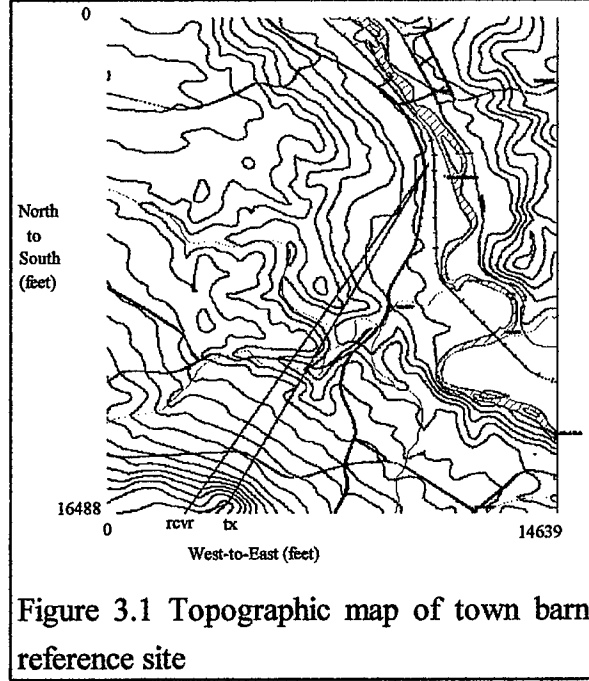 0
North
to
South
(feet)
16488
0
rcvr
tx
14639
West-to-East (feet)
Figure 3.1 Topographic map of town barn
reference site